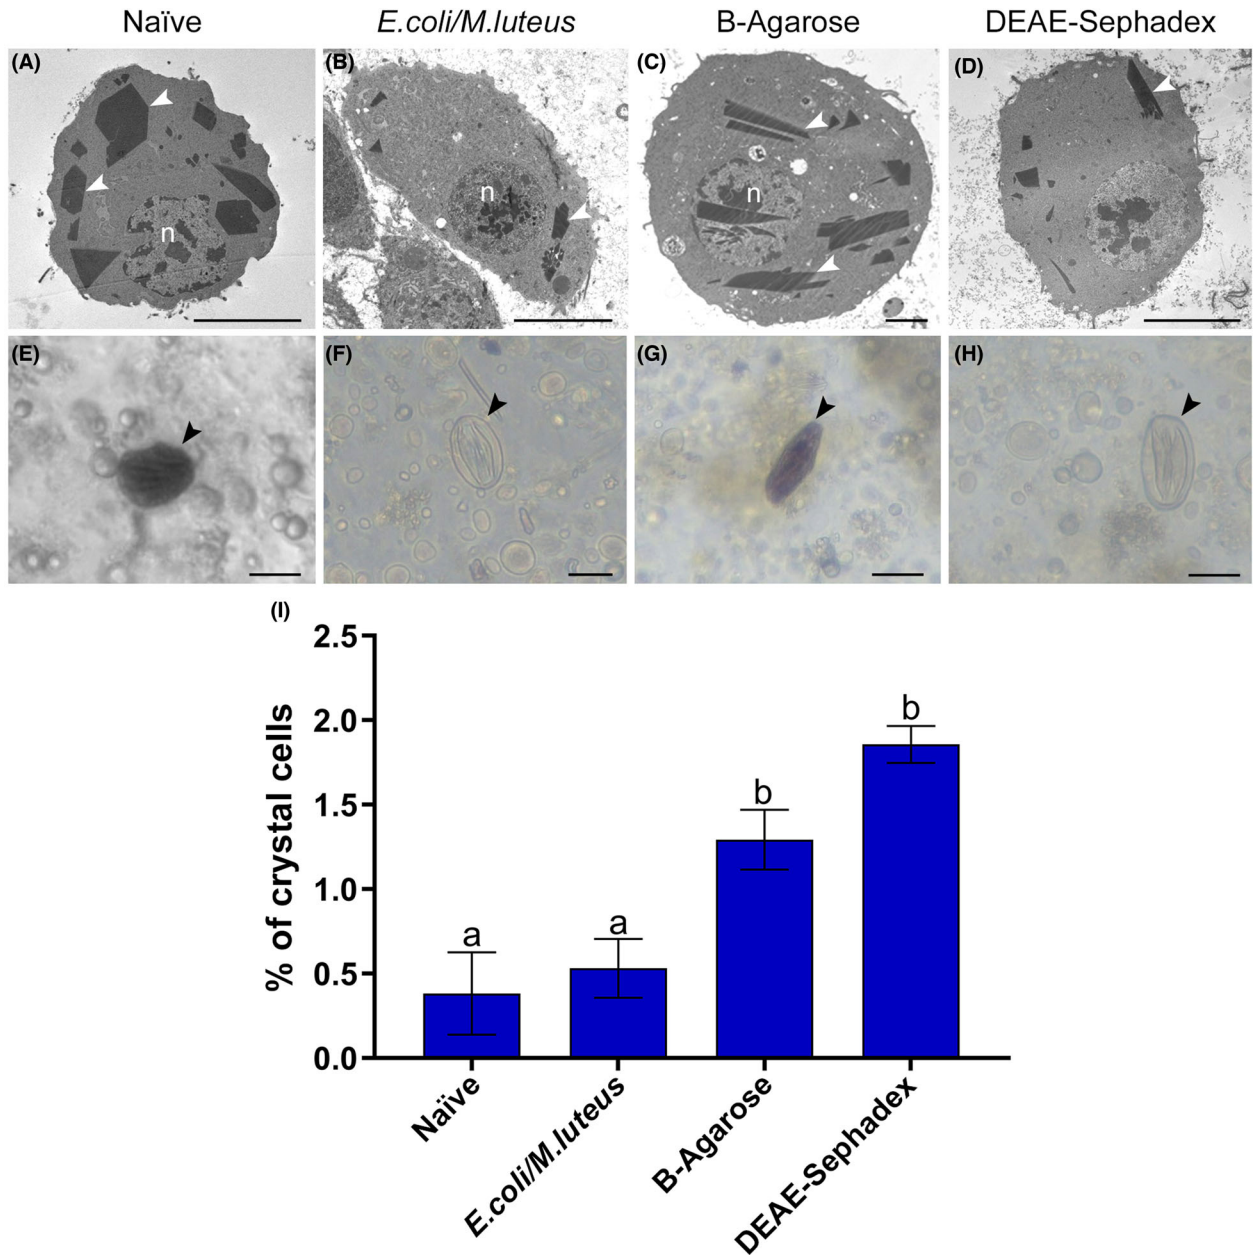 Naïve E.coli/M.luteus B-Agarose DEAE-Sephadex
(A) (B) (C) (D)
n n n
(E) (F) (G) (H)
(I)
% of crystal cells
2.5
2.0
1.5
1.0
0.5
0.0
a a b b
Naïve
E.coli/M.luteus
B-Agarose
DEAE-Sephadex